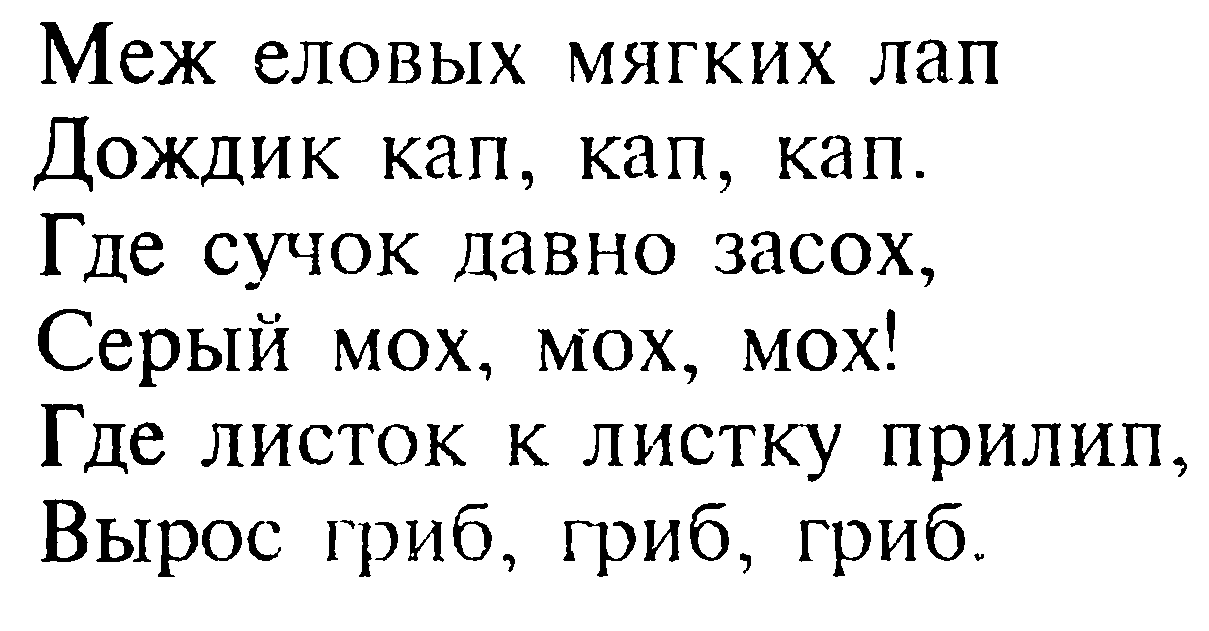 Меж еловых мягких лап
Дождик кап, кап, кап.
Где сучок давно засох,
Серый мох, мох, мох!
Где листок к листку прилип,
Вырос гриб, гриб, гриб.